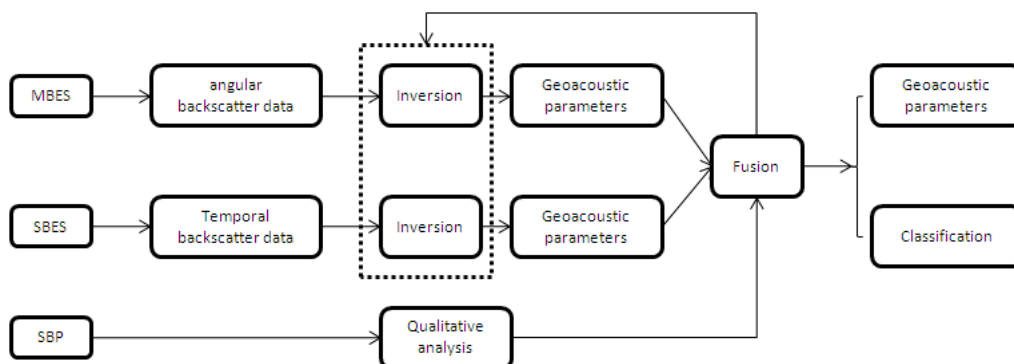 MBES
angular
backscatter data
Inversion
Geoacoustic
parameters
Geoacoustic
parameters
Fusion
SBES
Temporal
backscatter data
Inversion
Geoacoustic
parameters
Classification
SBP
Qualitative
analysis